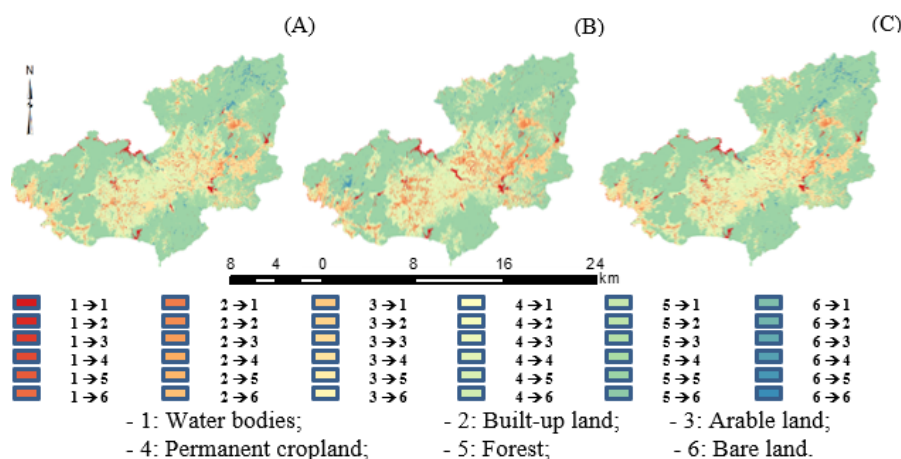 (A) (B) (C)
N
S
8 4 0 8 16 24
km
1→1 2→1 3→1 4→1 5→1 6→1
1→2 2→2 3→2 4→2 5→2 6→2
1→3 2→3 3→3 4→3 5→3 6→3
1→4 2→4 3→4 4→4 5→4 6→4
1→5 2→5 3→5 4→5 5→5 6→5
1→6 2→6 3→6 4→6 5→6 6→6
- 1: Water bodies; - 2: Built-up land; - 3: Arable land;
- 4: Permanent cropland; - 5: Forest; - 6: Bare land.